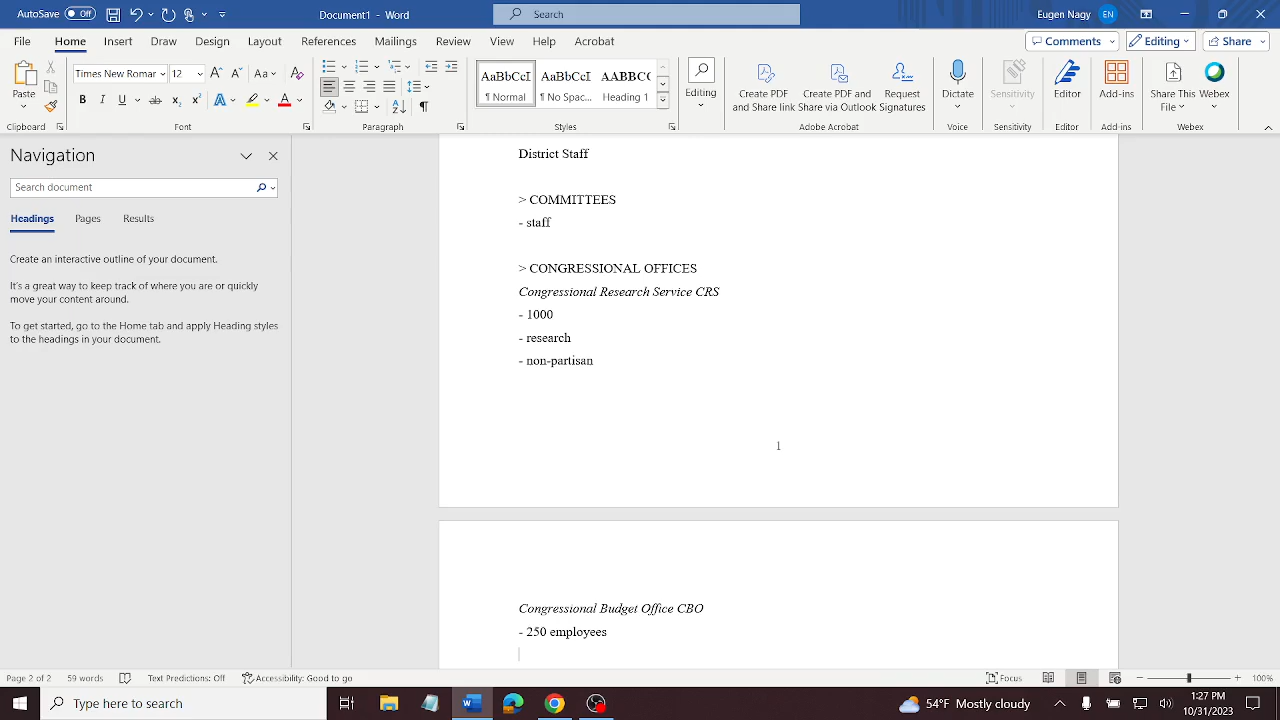 AutoSave Off Document1 - Word Search Eugen Nagy EN
File Home Insert Draw Design Layout References Mailings Review View Help Acrobat Comments Editing Share
Paste Times New Roman 12 Aa A A
B I U ab x₂ x² A A
AaBbCcI AaBbCcI AABBCC
¶ Normal ¶ No Spac... Heading 1
Editing
Create PDF and Share link
Create PDF and Share via Outlook
Request Signatures
Dictate Sensitivity Editor Add-ins
Share This File Webex
Clipboard Font Paragraph Styles Adobe Acrobat Voice Sensitivity Editor Add-ins Webex
Navigation
Search document
Headings Pages Results
Create an interactive outline of your document.
It's a great way to keep track of where you are or quickly
move your content around.
To get started, go to the Home tab and apply Heading styles
to the headings in your document.
District Staff
> COMMITTEES
- staff
> CONGRESSIONAL OFFICES
Congressional Research Service CRS
- 1000
- research
- non-partisan
1
Congressional Budget Office CBO
- 250 employees
Page 2 of 2 59 words Text Predictions: Off Accessibility: Good to go Focus 100%
Type here to search 54°F Mostly cloudy 1:27 PM
10/31/2023